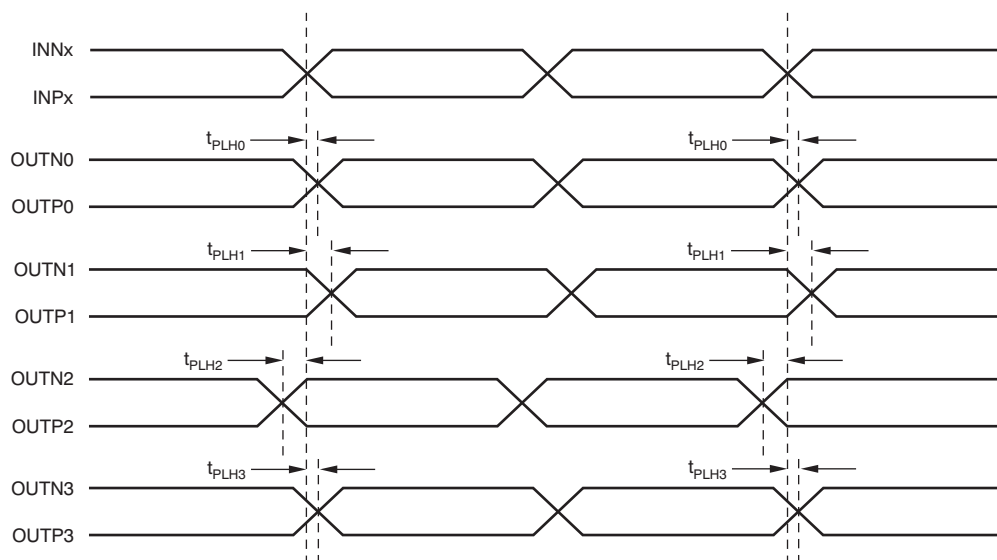 INNx
INPx
tPLH0 tPLH0
OUTN0
OUTP0
tPLH1 tPLH1
OUTN1
OUTP1
tPLH2 tPLH2
OUTN2
OUTP2
tPLH3 tPLH3
OUTN3
OUTP3